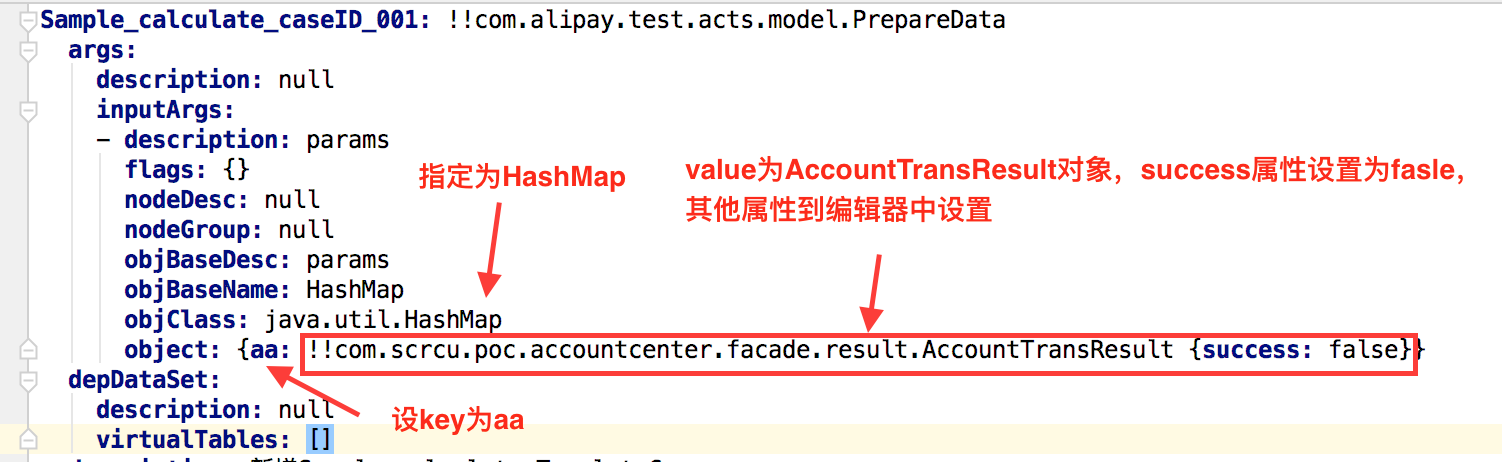 Sample_calculate_caseID_001: !!com.alipay.test.acts.model.PrepareData
args:
description: null
inputArgs:
- description: params
flags: {}
nodeDesc: null
nodeGroup: null
objBaseDesc: params
objBaseName: HashMap
objClass: java.util.HashMap
object: {aa: !!com.scrcu.poc.accountcenter.facade.result.AccountTransResult {success: false}}
depDataSet:
description: null
virtualTables: []
指定为HashMap
value为AccountTransResult对象，success属性设置为fasle，
其他属性到编辑器中设置
设key为aa